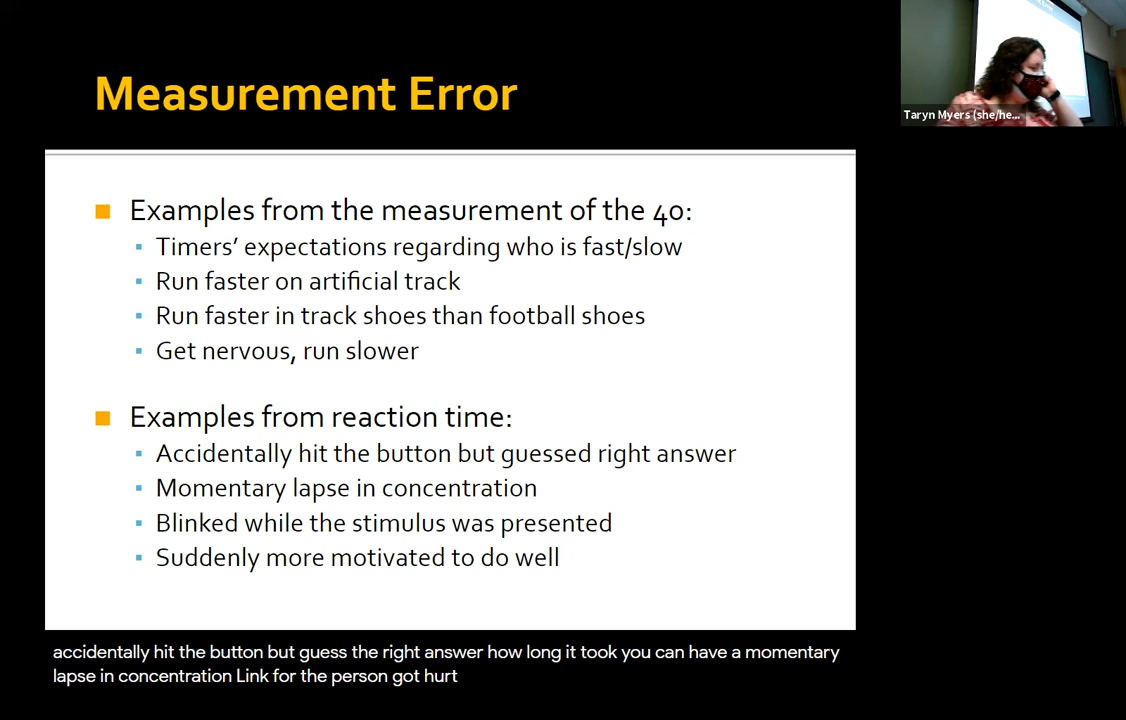 Measurement Error
Taryn Myers (she/he...
Examples from the measurement of the 40:
Timers' expectations regarding who is fast/slow
Run faster on artificial track
Run faster in track shoes than football shoes
Get nervous, run slower
Examples from reaction time:
Accidentally hit the button but guessed right answer
Momentary lapse in concentration
Blinked while the stimulus was presented
Suddenly more motivated to do well
accidentally hit the button but guess the right answer how long it took you can have a momentary
lapse in concentration Link for the person got hurt